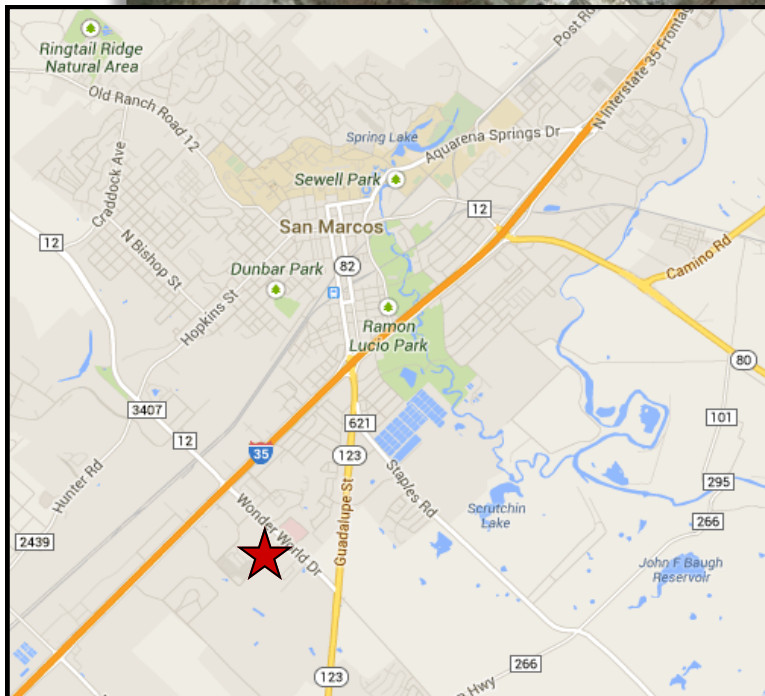 Post Rd
Ringtail Ridge
Natural Area
N Interstate 35 Frontag
Old Ranch Road 12
Spring Lake
Aquarena Springs Dr
Craddock Ave
Sewell Park
12
San Marcos
12
N Bishop St
Camino Rd
Dunbar Park
82
Hopkins St
Ramon
Lucio Park
80
3407
621
101
12
35
123
Hunter Rd
Staples Rd
295
Wonder World Dr
Guadalupe St
Scrutchin
Lake
266
2439
John F Baugh
Reservoir
266
123
Hwy